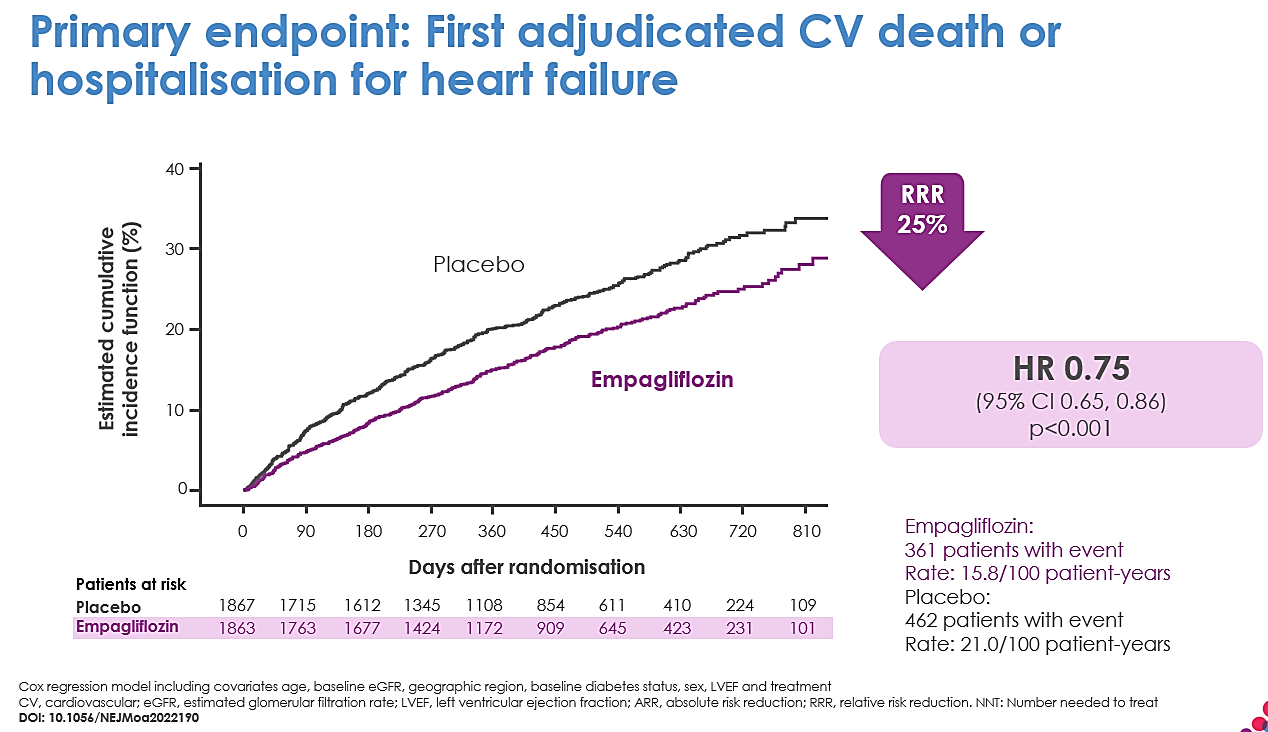 Primary endpoint: First adjudicated CV death or
hospitalisation for heart failure
Estimated cumulative
incidence function (%)
40
30
20
10
0
Placebo
Empagliflozin
0 90 180 270 360 450 540 630 720 810
Days after randomisation
Patients at risk
Placebo 1867 1715 1612 1345 1108 854 611 410 224 109
Empagliflozin 1863 1763 1677 1424 1172 909 645 423 231 101
RRR
25%
HR 0.75
(95% CI 0.65, 0.86)
p<0.001
Empagliflozin:
361 patients with event
Rate: 15.8/100 patient-years
Placebo:
462 patients with event
Rate: 21.0/100 patient-years
Cox regression model including covariates age, baseline eGFR, geographic region, baseline diabetes status, sex, LVEF and treatment
CV, cardiovascular; eGFR, estimated glomerular filtration rate; LVEF, left ventricular ejection fraction; ARR, absolute risk reduction; RRR, relative risk reduction. NNT: Number needed to treat
DOI: 10.1056/NEJMoa2022190